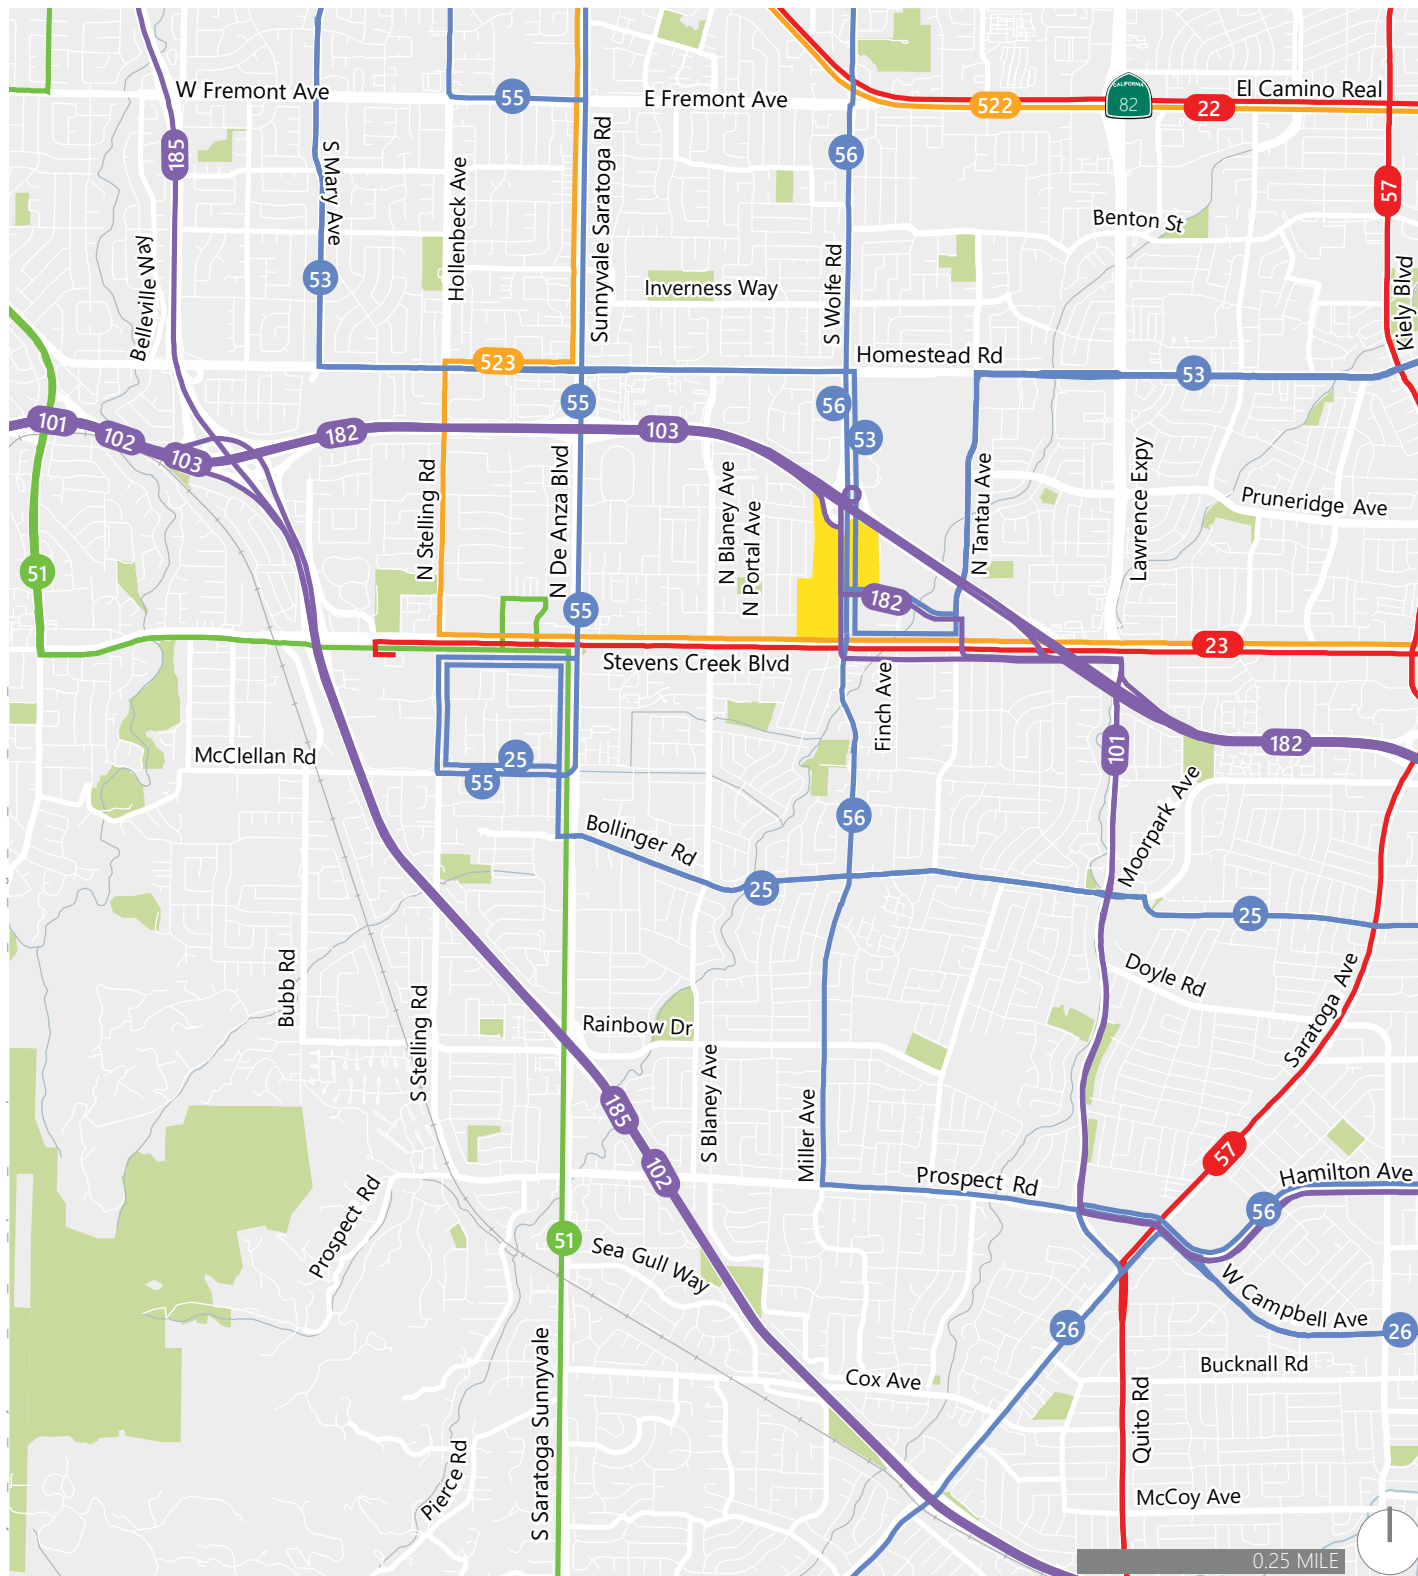 W Fremont Ave
55
E Fremont Ave
522
CALIFORNIA
82
El Camino Real
22
185
S Mary Ave
Hollenbeck Ave
Sunnyvale Saratoga Rd
56
57
Benton St
Belleville Way
53
Inverness Way
S Wolfe Rd
Kiely Blvd
523
Homestead Rd
53
55
56
53
101
102
103
182
103
N Stelling Rd
N De Anza Blvd
N Blaney Ave
N Portal Ave
N Tantau Ave
Lawrence Expy
Pruneridge Ave
51
55
182
23
Stevens Creek Blvd
Finch Ave
McClellan Rd
25
55
101
182
56
Moorpark Ave
Bollinger Rd
25
25
Bubb Rd
S Stelling Rd
Rainbow Dr
Doyle Rd
Saratoga Ave
S Blaney Ave
Miller Ave
185
102
57
Prospect Rd
Hamilton Ave
56
Prospect Rd
51
Sea Gull Way
W Campbell Ave
26
26
Bucknall Rd
Cox Ave
Quito Rd
S Saratoga Sunnyvale
Pierce Rd
McCoy Ave
0.25 MILE